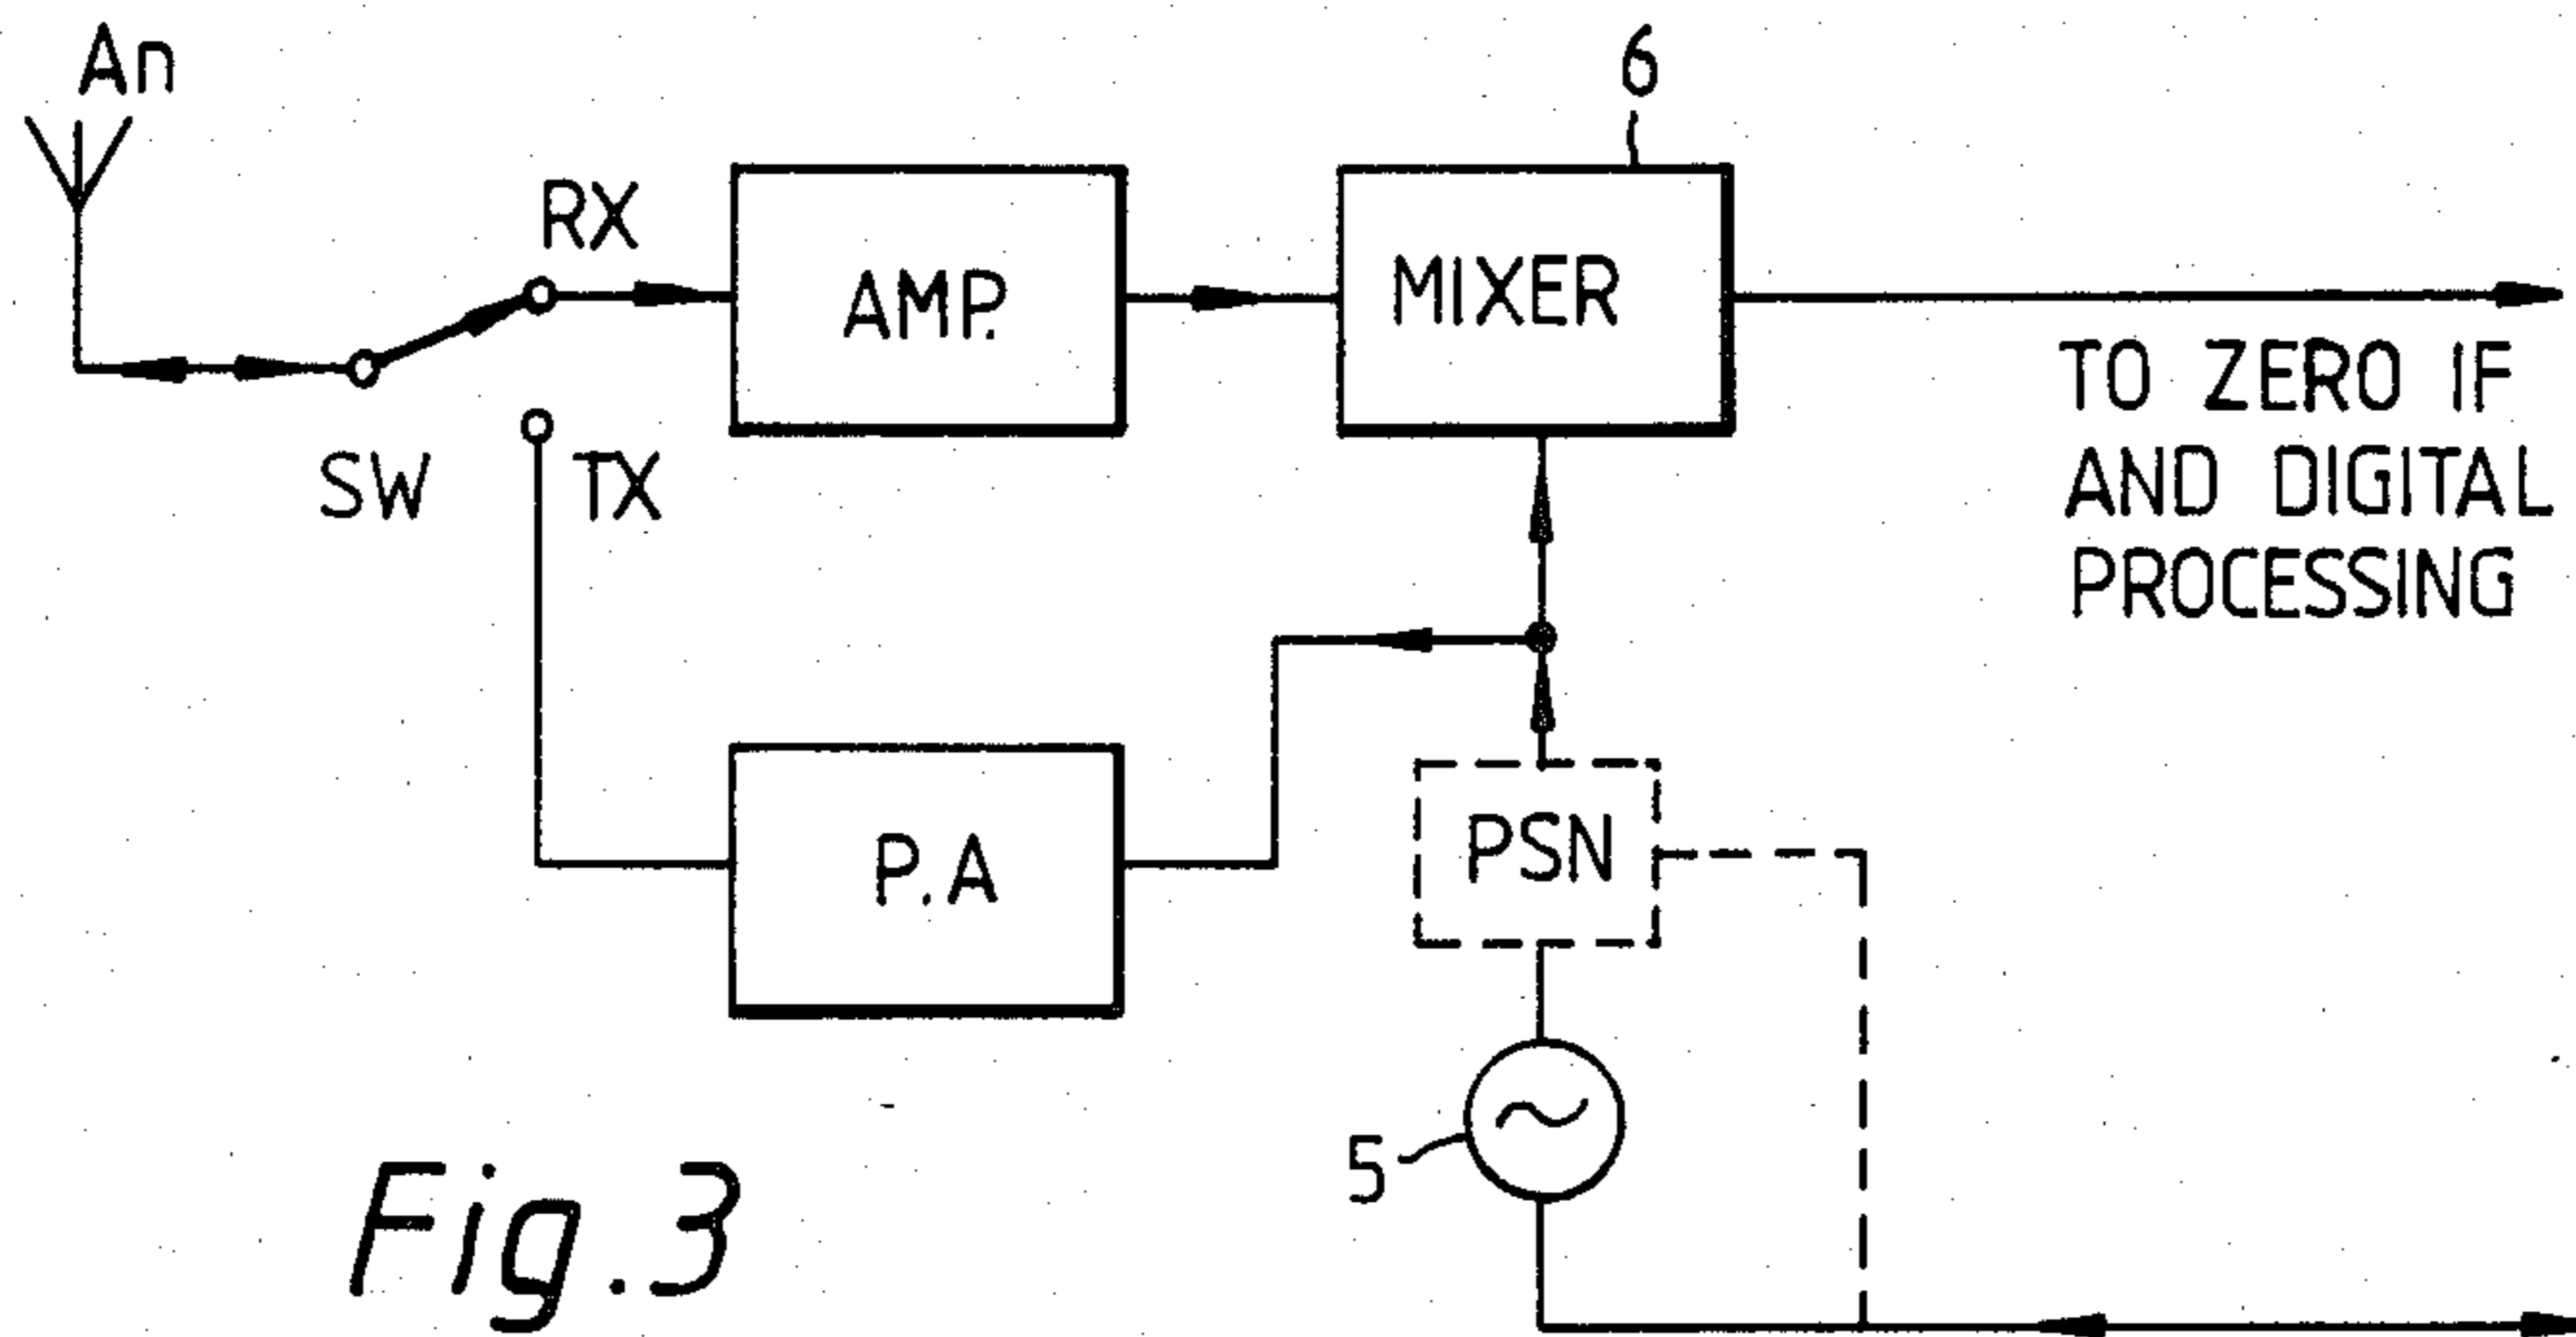 An
6
RX
AMP.
MIXER
TO ZERO IF
AND DIGITAL
PROCESSING
SW
TX
P.A
PSN
5
Fig.3